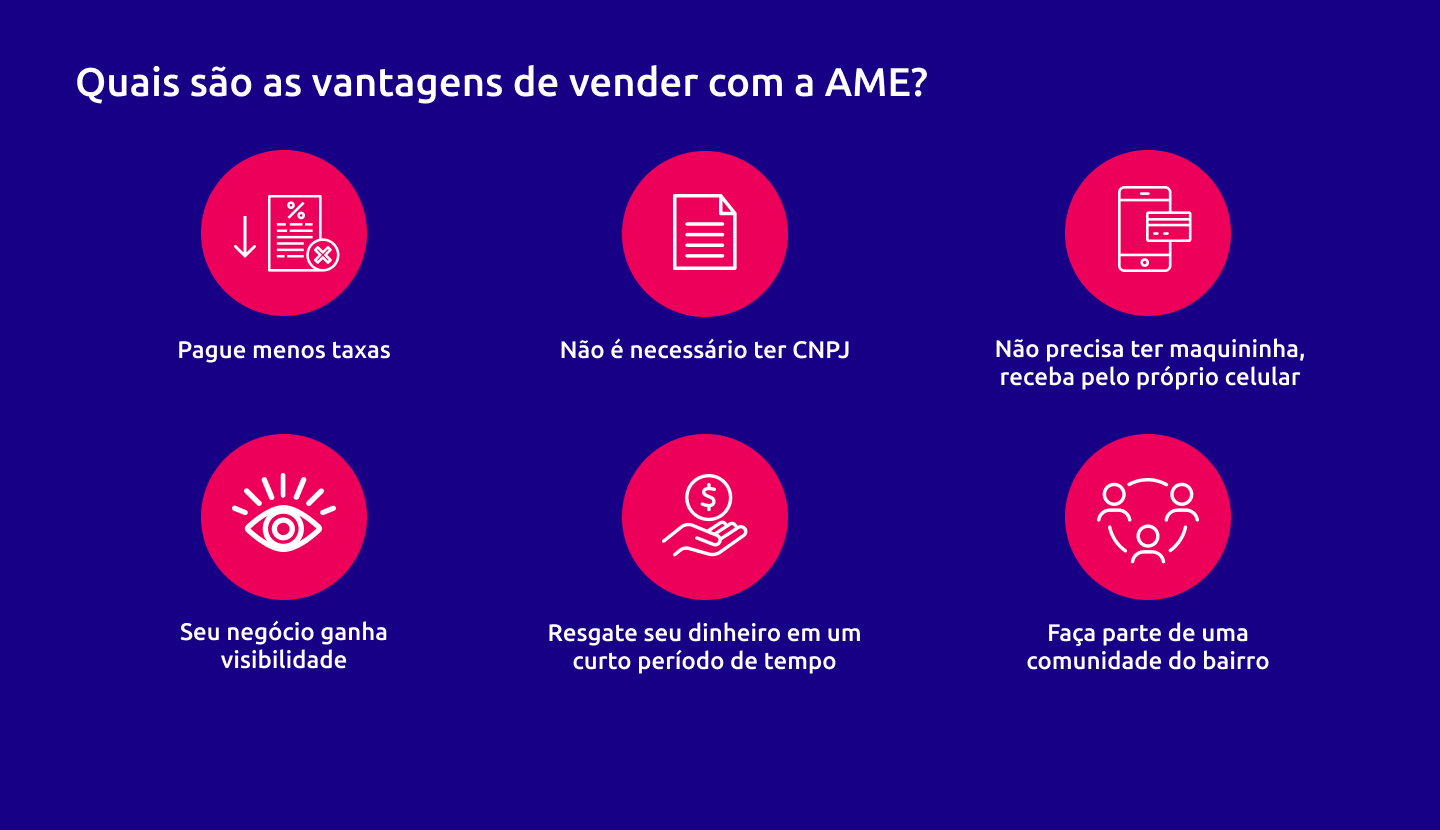 Quais são as vantagens de vender com a AME?
Pague menos taxas
Não é necessário ter CNPJ
Não precisa ter maquininha,
receba pelo próprio celular
Seu negócio ganha
visibilidade
Resgate seu dinheiro em um
curto período de tempo
Faça parte de uma
comunidade do bairro